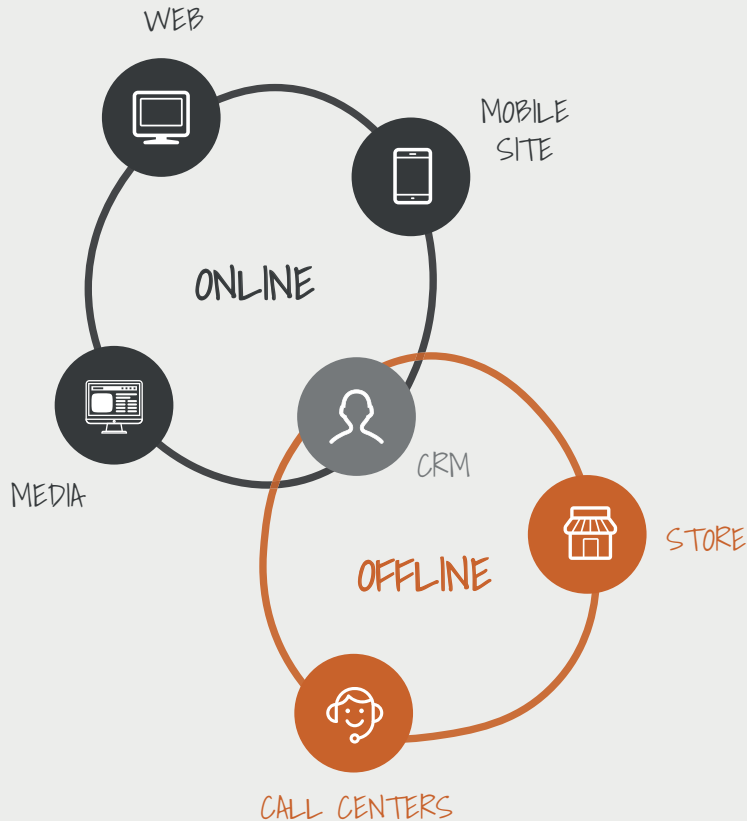 WEB
MOBILE
SITE
ONLINE
CRM
MEDIA
STORE
OFFLINE
CALL CENTERS